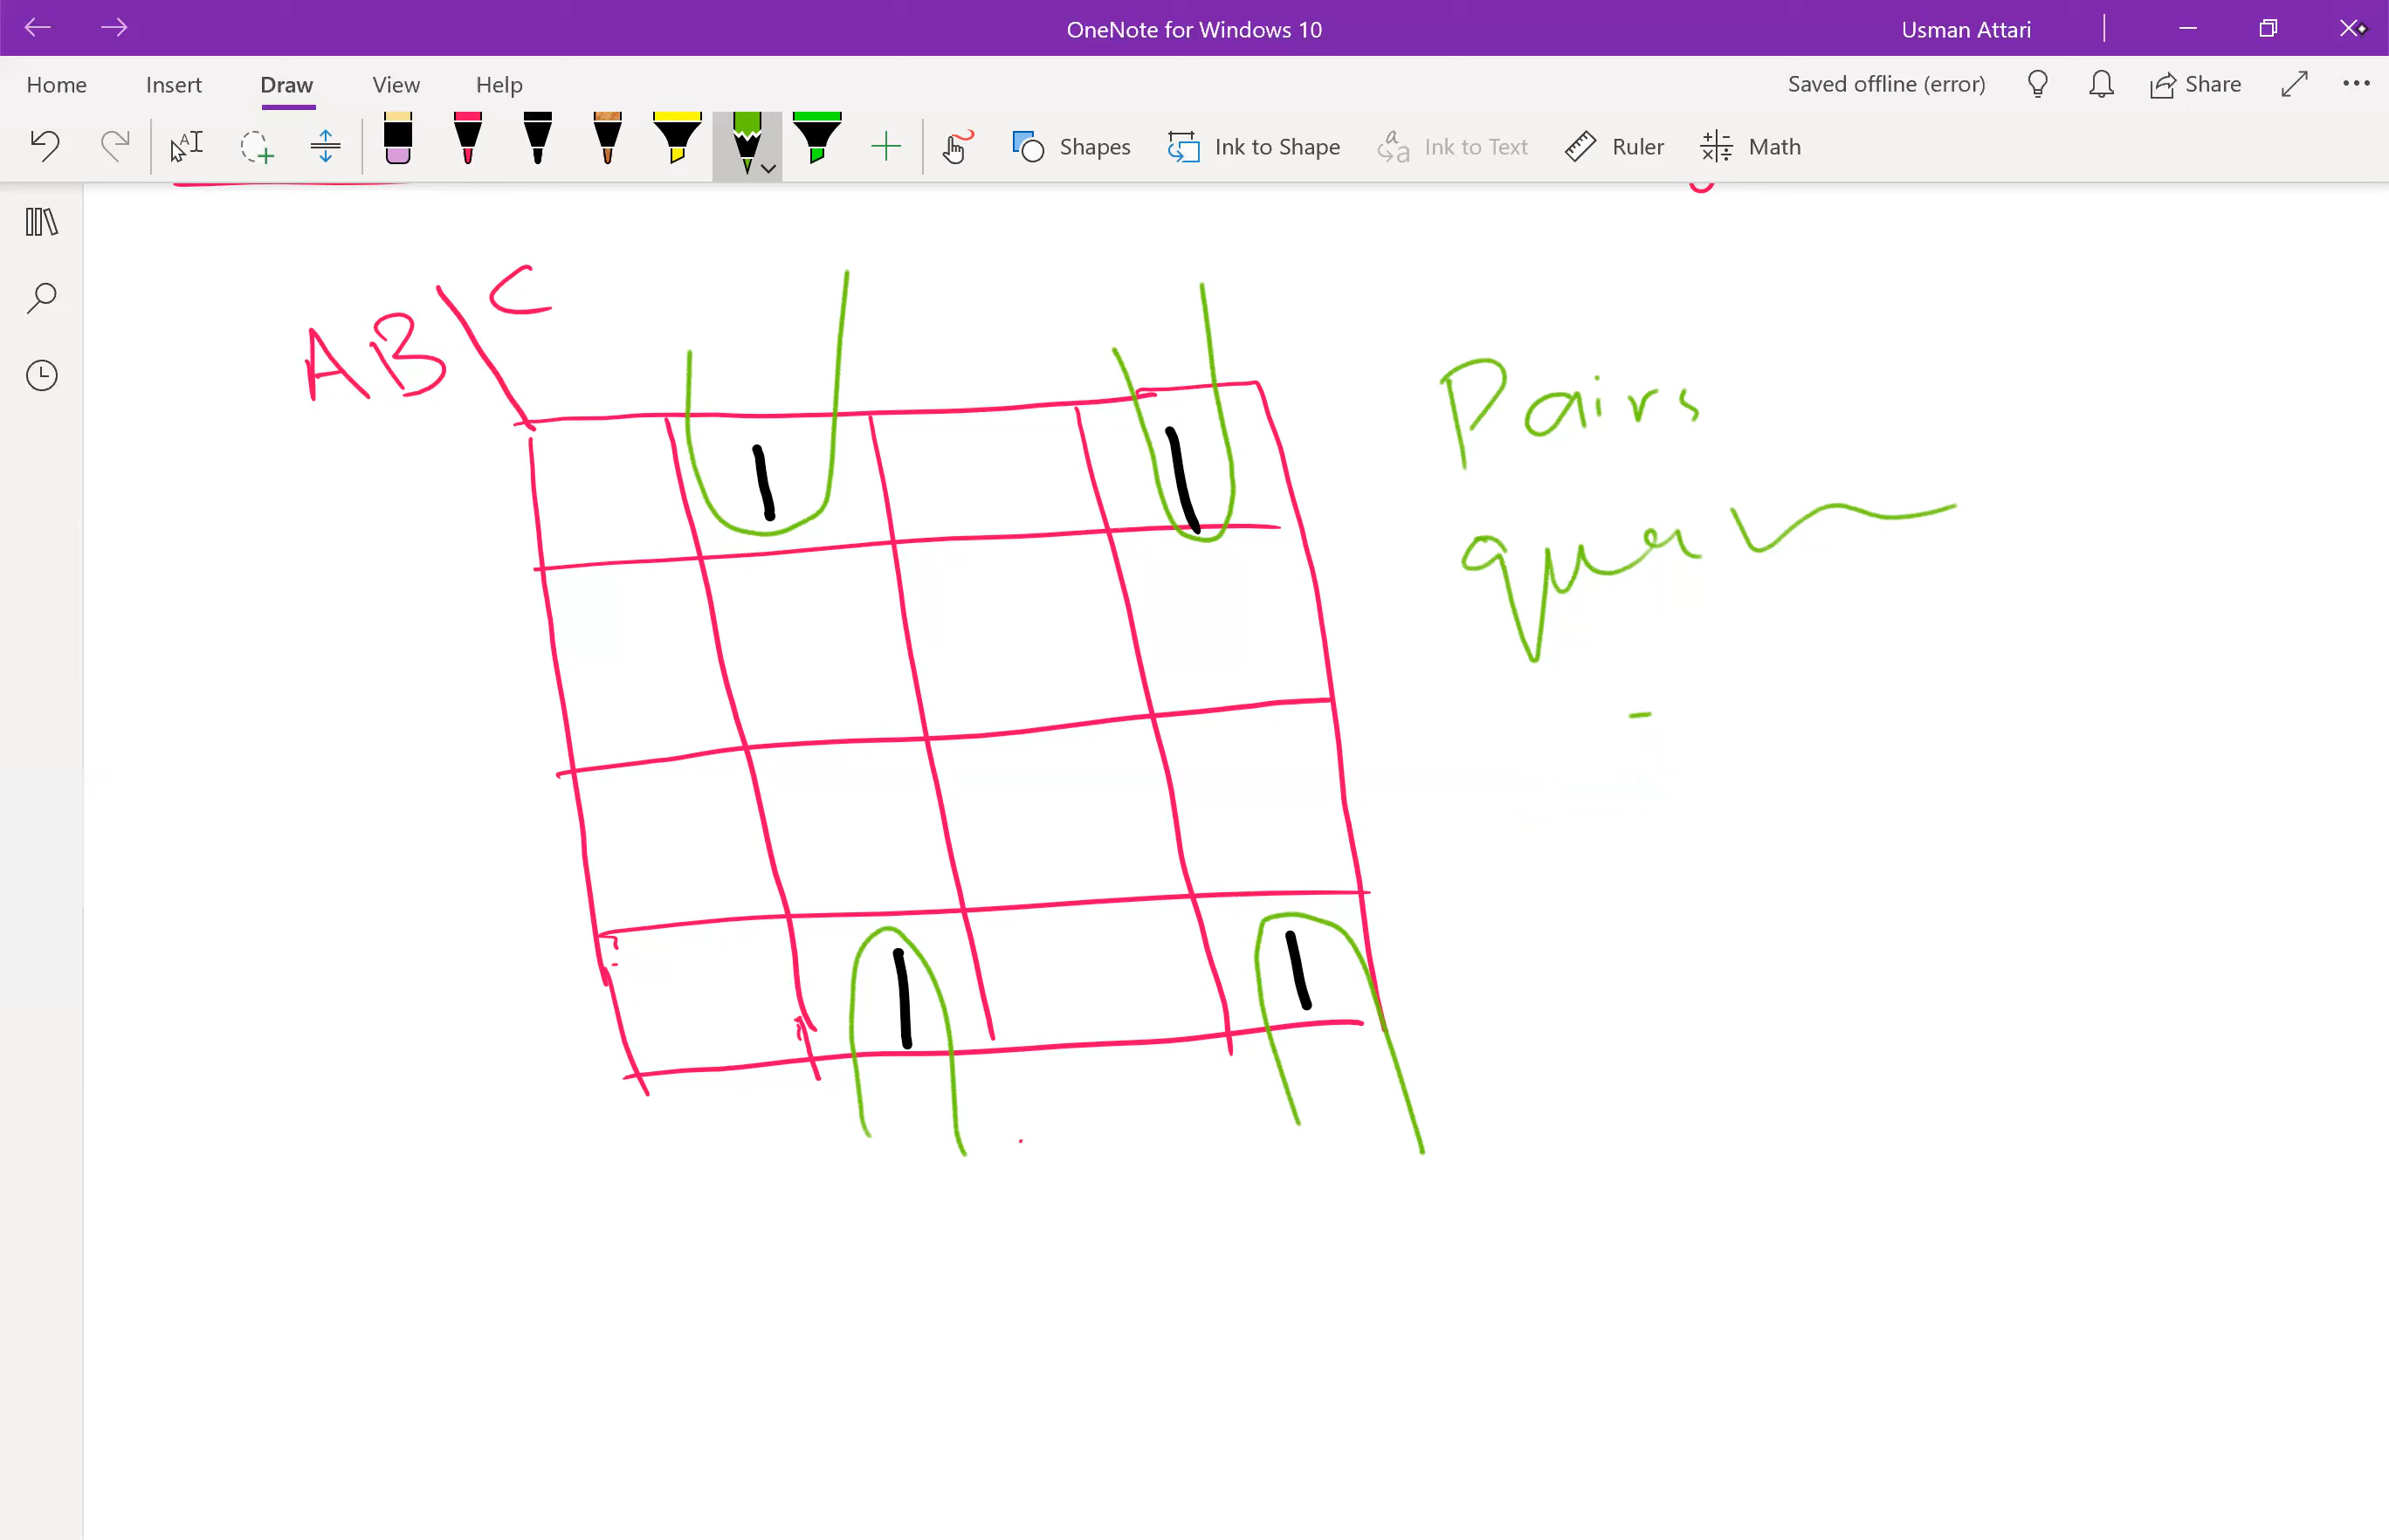 OneNote for Windows 10
Usman Attari
Home Insert Draw View Help
Saved offline (error) Share
Shapes Ink to Shape Ink to Text Ruler Math
AB\C
1 1
1 1
Pairs